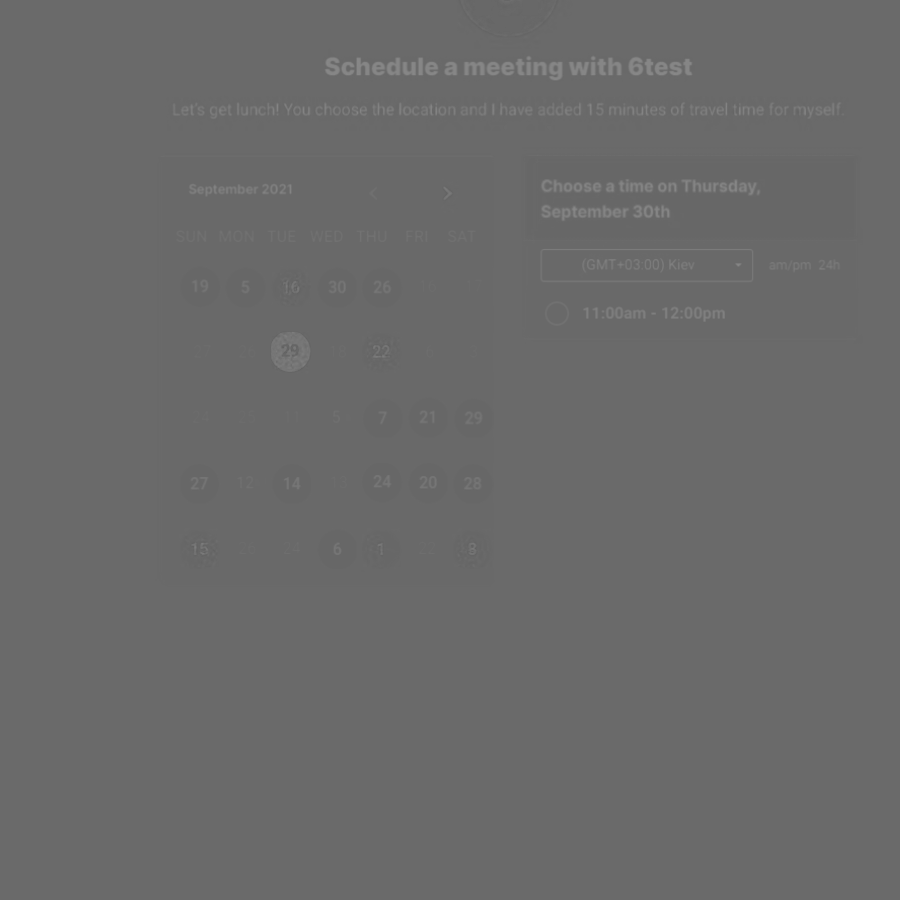 Schedule a meeting with 6test
Let's get lunch! You choose the location and I have added 15 minutes of travel time for myself.
September 2021
SUN MON TUE WED THU FRI SAT
19 5 16 30 26
29 22
5 7 21 29
27 12 14 24 20 28
15 6 1 8
Choose a time on Thursday,
September 30th
(GMT+03:00) Kiev am/pm 24h
11:00am - 12:00pm